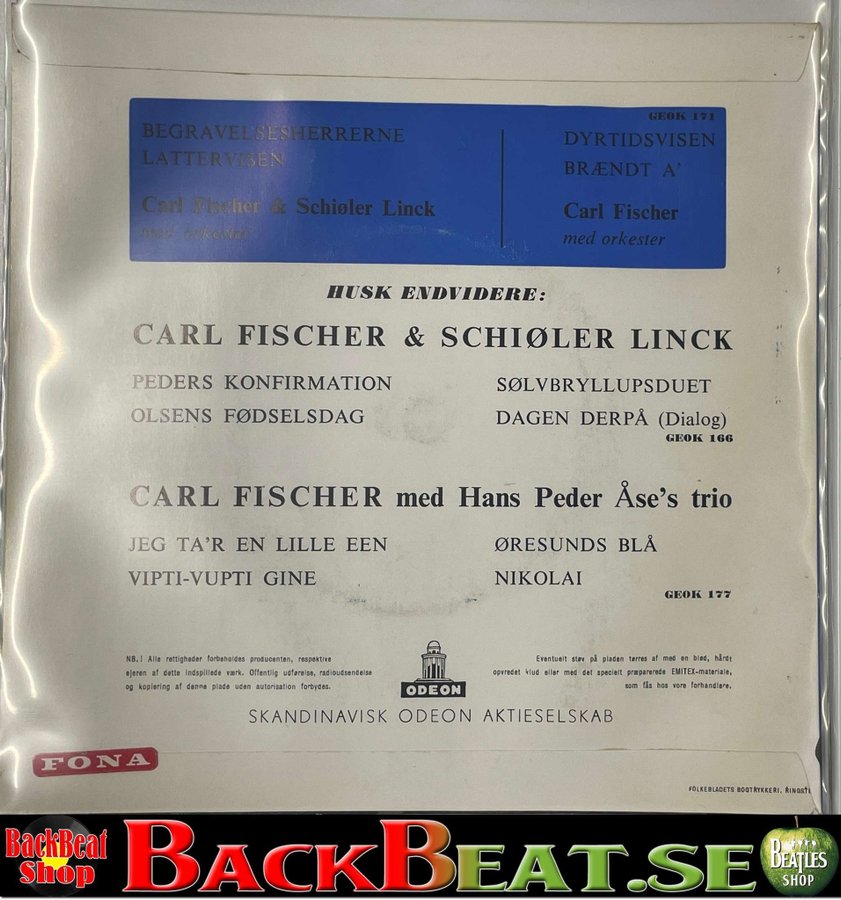 GEOK 171
BEGRAVELSESHERRERNE
LATTERVISEN
Carl Fischer & Schiøler Linck
med orkester
DYRTIDSVISEN
BRÆNDT A'
Carl Fischer
med orkester
HUSK ENDVIDERE:
CARL FISCHER & SCHIØLER LINCK
PEDERS KONFIRMATION
OLSENS FØDSELSDAG
SØLVBRYLLUPSDUET
DAGEN DERPÅ (Dialog)
GEOK 166
CARL FISCHER med Hans Peder Åse's trio
JEG TA'R EN LILLE EEN
VIPTI-VUPTI GINE
ØRESUNDS BLÅ
NIKOLAI
GEOK 177
NB.! Alle rettigheder forbeholdes producenten, respektive
ejeren af dette indspillede værk. Offentlig udførelse, radioudsendelse
og kopiering af denne plade uden autorisation forbydes.
Eventuelt støv på pladen tørres af med en blød, hårdt
opvredet klud eller med det specielt præparerede EMITEX-materiale,
som fås hos vore forhandlere.
ODEON
SKANDINAVISK ODEON AKTIESELSKAB
FONA
FOLKEBLADETS BOGTRYKKERI,
BackBeat
Shop
BACKBEAT.SE
BEATLES
SHOP